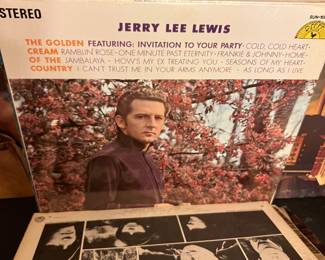 STEREO
JERRY LEE LEWIS
SUN
THE GOLDEN FEATURING: INVITATION TO YOUR PARTY · COLD, COLD HEART ·
CREAM RAMBLIN' ROSE · ONE MINUTE PAST ETERNITY · FRANKIE & JOHNNY · HOME ·
OF THE JAMBALAYA · HOW'S MY EX TREATING YOU · SEASONS OF MY HEART ·
COUNTRY I CAN'T TRUST ME IN YOUR ARMS ANYMORE · AS LONG AS I LIVE